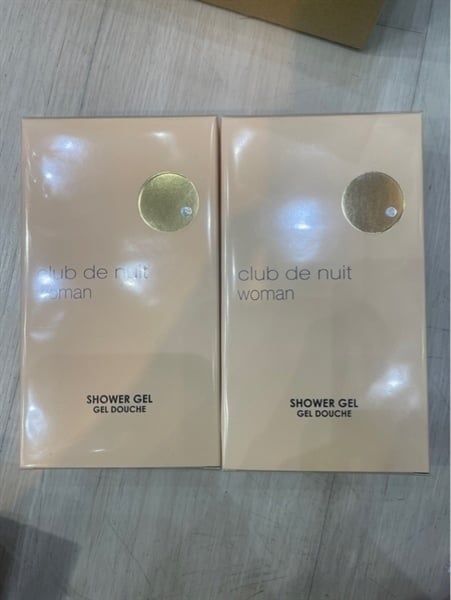 club de nuit
woman
SHOWER GEL
GEL DOUCHE
club de nuit
woman
SHOWER GEL
GEL DOUCHE